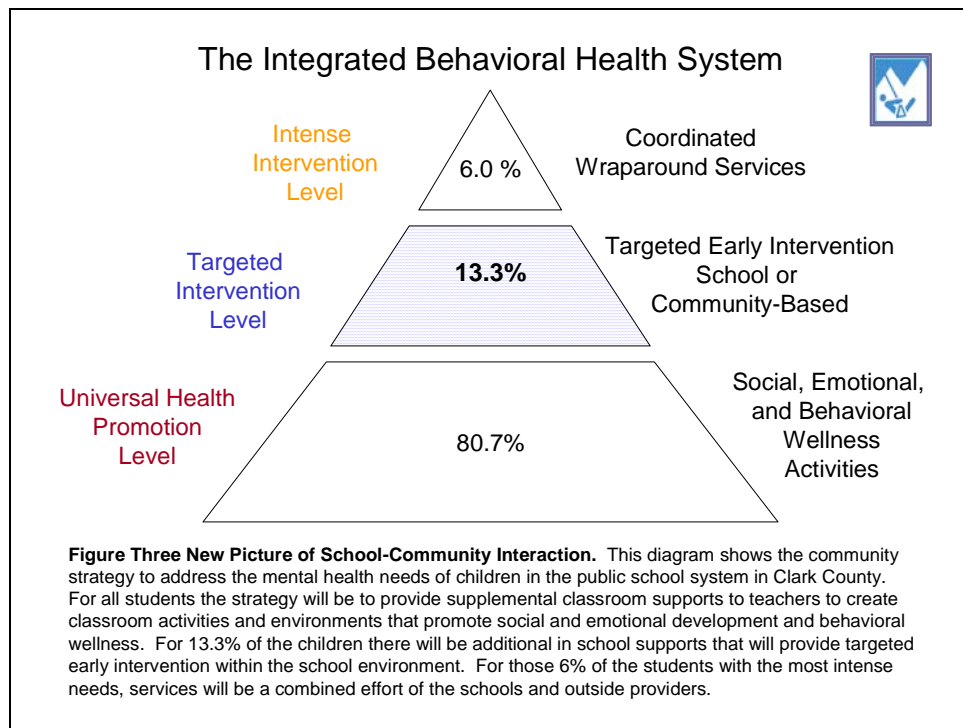 The Integrated Behavioral Health System
Intense
Intervention
Level
6.0 %
Coordinated
Wraparound Services
Targeted
Intervention
Level
13.3%
Targeted Early Intervention
School or
Community-Based
Universal Health
Promotion
Level
80.7%
Social, Emotional,
and Behavioral
Wellness
Activities
Figure Three New Picture of School-Community Interaction. This diagram shows the community
strategy to address the mental health needs of children in the public school system in Clark County.
For all students the strategy will be to provide supplemental classroom supports to teachers to create
classroom activities and environments that promote social and emotional development and behavioral
wellness. For 13.3% of the children there will be additional in school supports that will provide targeted
early intervention within the school environment. For those 6% of the students with the most intense
needs, services will be a combined effort of the schools and outside providers.